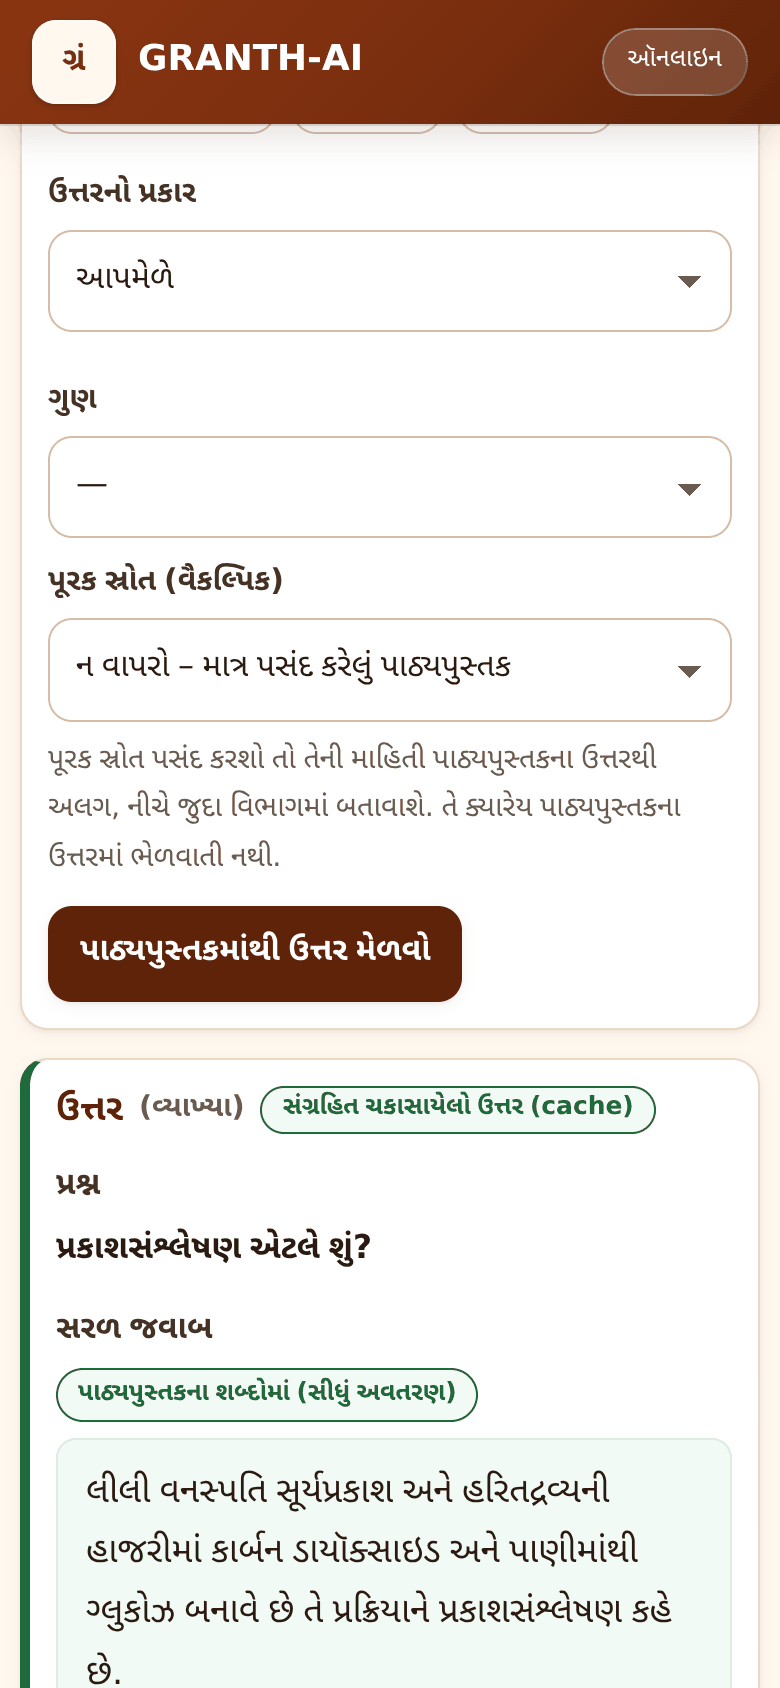 ગ્રં GRANTH-AI ઑનલાઇન
ઉત્તરનો પ્રકાર
આપમેળે
ગુણ
—
પૂરક સ્રોત (વૈકલ્પિક)
ન વાપરો – માત્ર પસંદ કરેલું પાઠ્યપુસ્તક
પૂરક સ્રોત પસંદ કરશો તો તેની માહિતી પાઠ્યપુસ્તકના ઉત્તરથી
અલગ, નીચે જુદા વિભાગમાં બતાવાશે. તે ક્યારેય પાઠ્યપુસ્તકના
ઉત્તરમાં ભેળવાતી નથી.
પાઠ્યપુસ્તકમાંથી ઉત્તર મેળવો
ઉત્તર (વ્યાખ્યા) સંગ્રહિત ચકાસાયેલો ઉત્તર (cache)
પ્રશ્ન
પ્રકાશસંશ્લેષણ એટલે શું?
સરળ જવાબ
પાઠ્યપુસ્તકના શબ્દોમાં (સીધું અવતરણ)
લીલી વનસ્પતિ સૂર્યપ્રકાશ અને હરિતદ્રવ્યની
હાજરીમાં કાર્બન ડાયૉક્સાઇડ અને પાણીમાંથી
ગ્લુકોઝ બનાવે છે તે પ્રક્રિયાને પ્રકાશસંશ્લેષણ કહે
છે.